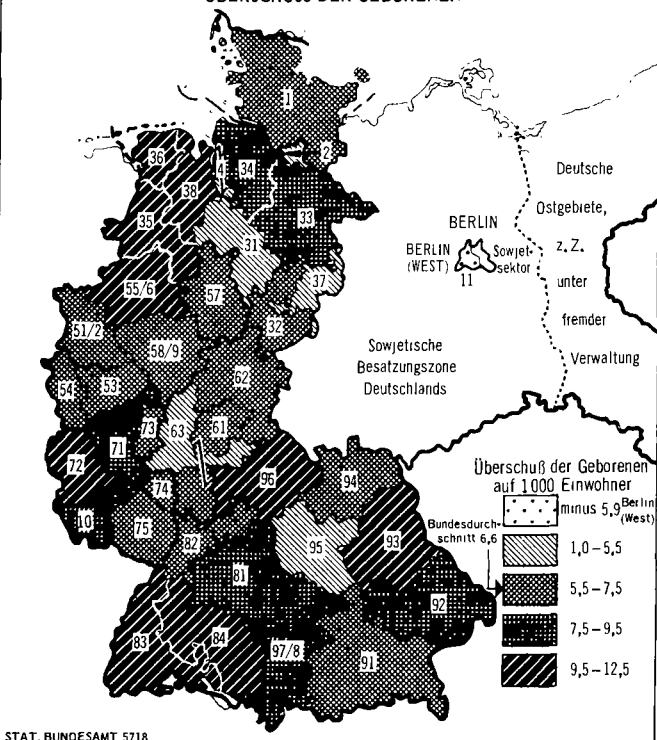 1
2
36
4
34
38
35
33
31
Deutsche
Ostgebiete,
z. Z.
unter
fremder
Verwaltung
BERLIN
BERLIN
(WEST)
Sowjet-
sektor
11
55/6
57
37
51/2
32
58/9
Sowjetische
Besatzungszone
Deutschlands
62
54
53
73
63
61
71
72
74
96
94
10
75
82
95
93
81
92
83
84
97/8
91
Überschuß der Geborenen
auf 1000 Einwohner
minus 5,9 Berlin
(West)
Bundesdurch-
schnitt 6,6
1,0–5,5
5,5–7,5
7,5–9,5
9,5–12,5
STAT. BUNDESAMT 5718